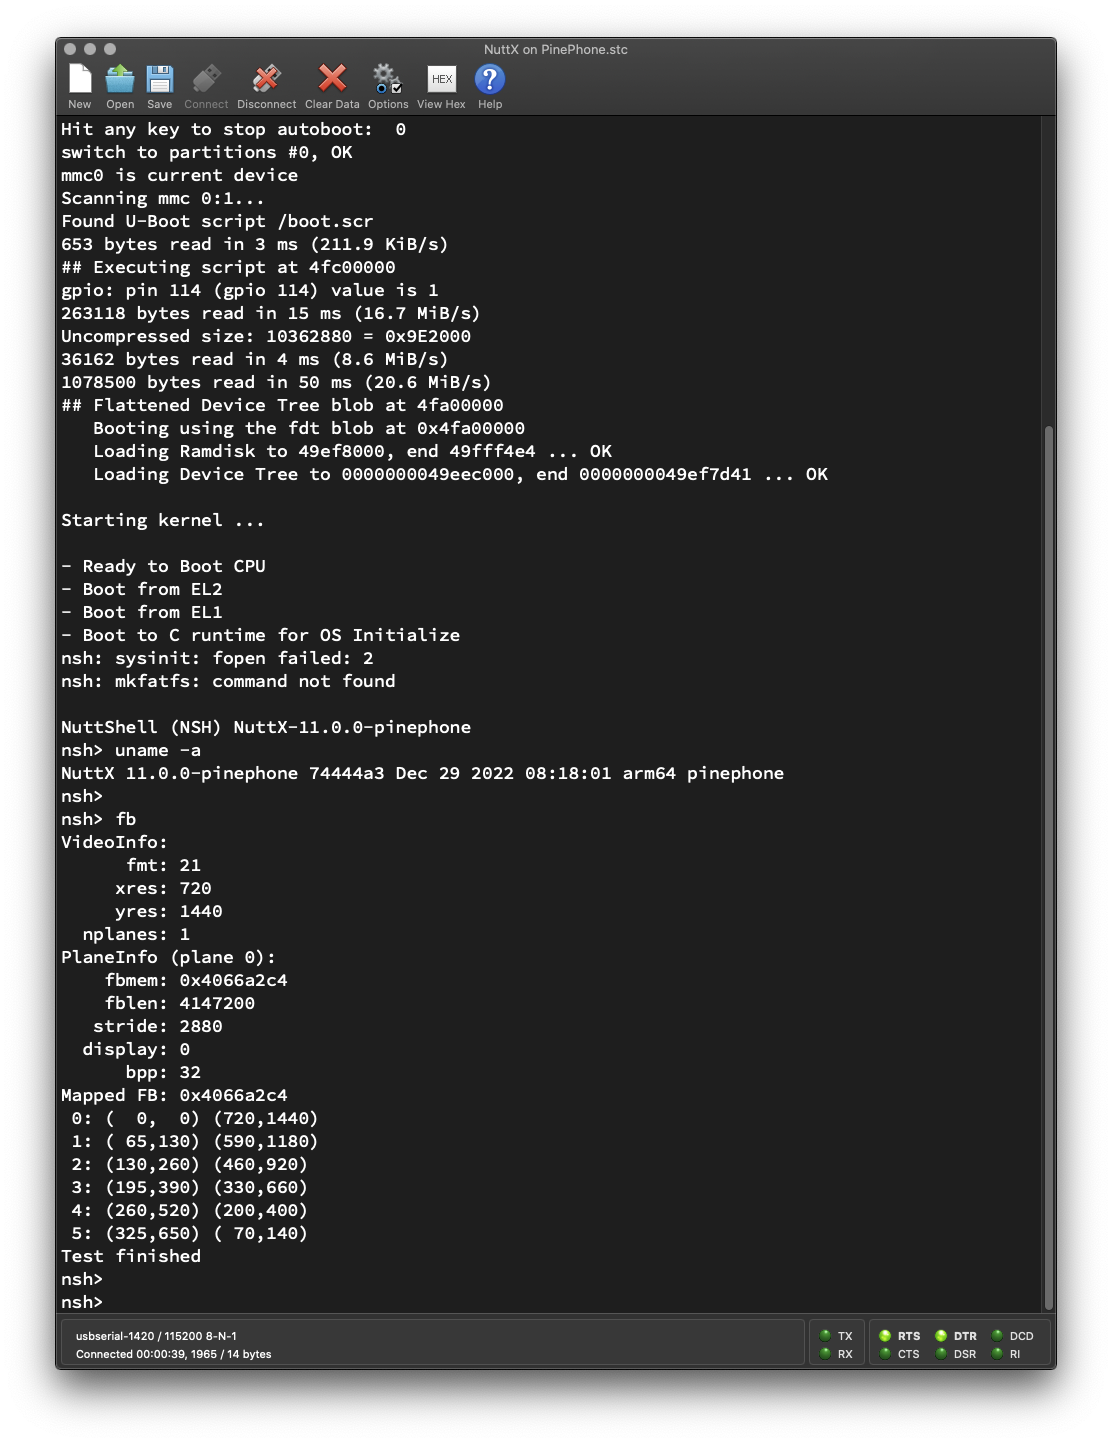 NuttX on PinePhone.stc
New Open Save Connect Disconnect Clear Data Options HEX View Hex ? Help
Hit any key to stop autoboot:  0
switch to partitions #0, OK
mmc0 is current device
Scanning mmc 0:1...
Found U-Boot script /boot.scr
653 bytes read in 3 ms (211.9 KiB/s)
## Executing script at 4fc00000
gpio: pin 114 (gpio 114) value is 1
263118 bytes read in 15 ms (16.7 MiB/s)
Uncompressed size: 10362880 = 0x9E2000
36162 bytes read in 4 ms (8.6 MiB/s)
1078500 bytes read in 50 ms (20.6 MiB/s)
## Flattened Device Tree blob at 4fa00000
   Booting using the fdt blob at 0x4fa00000
   Loading Ramdisk to 49ef8000, end 49fff4e4 ... OK
   Loading Device Tree to 0000000049eec000, end 0000000049ef7d41 ... OK
Starting kernel ...
- Ready to Boot CPU
- Boot from EL2
- Boot from EL1
- Boot to C runtime for OS Initialize
nsh: sysinit: fopen failed: 2
nsh: mkfatfs: command not found
NuttShell (NSH) NuttX-11.0.0-pinephone
nsh> uname -a
NuttX 11.0.0-pinephone 74444a3 Dec 29 2022 08:18:01 arm64 pinephone
nsh>
nsh> fb
VideoInfo:
      fmt: 21
     xres: 720
     yres: 1440
  nplanes: 1
PlaneInfo (plane 0):
    fbmem: 0x4066a2c4
    fblen: 4147200
   stride: 2880
  display: 0
      bpp: 32
Mapped FB: 0x4066a2c4
 0: (  0,  0) (720,1440)
 1: ( 65,130) (590,1180)
 2: (130,260) (460,920)
 3: (195,390) (330,660)
 4: (260,520) (200,400)
 5: (325,650) ( 70,140)
Test finished
nsh>
nsh>
usbserial-1420 / 115200 8-N-1
Connected 00:00:39, 1965 / 14 bytes
TX RTS DTR DCD
RX CTS DSR RI